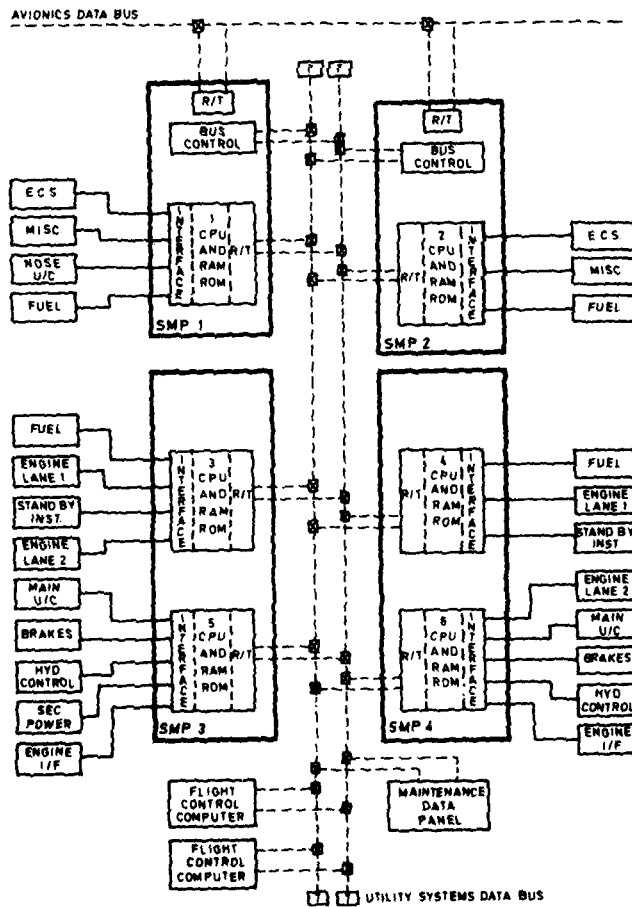 AVIONICS DATA BUS
R/T
BUS CONTROL
ECS
MISC
NOSE U/C
FUEL
INTERFACE
1 CPU AND RAM ROM
R/T
SMP 1
R/T
BUS CONTROL
R/T
2 CPU AND RAM ROM
INTERFACE
ECS
MISC
FUEL
SMP 2
FUEL
ENGINE LANE 1
STAND BY INST.
ENGINE LANE 2
INTERFACE
3 CPU AND RAM ROM
R/T
MAIN U/C
BRAKES
HYD CONTROL
SEC POWER
ENGINE I/F
INTERFACE
5 CPU AND RAM ROM
R/T
SMP 3
R/T
4 CPU AND RAM ROM
INTERFACE
FUEL
ENGINE LANE 1
STAND BY INST
R/T
6 CPU AND RAM ROM
INTERFACE
ENGINE LANE 2
MAIN U/C
BRAKES
HYD CONTROL
ENGINE I/F
SMP 4
FLIGHT CONTROL COMPUTER
MAINTENANCE DATA PANEL
FLIGHT CONTROL COMPUTER
UTILITY SYSTEMS DATA BUS